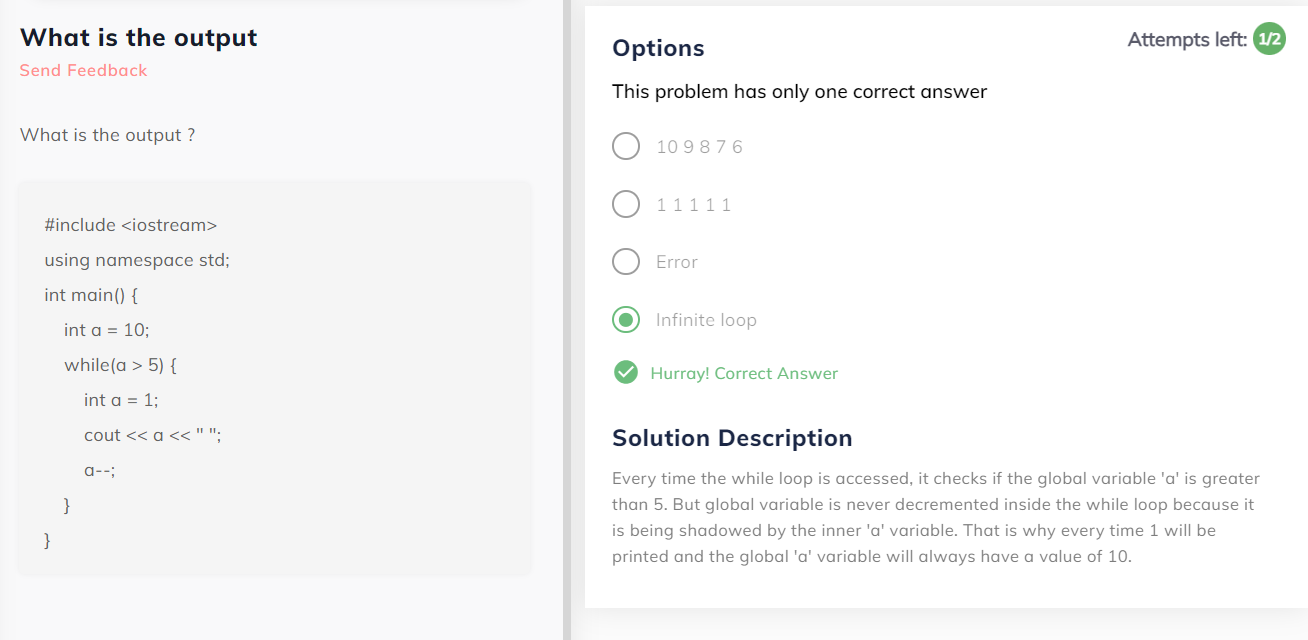 What is the output
Send Feedback
What is the output ?
#include <iostream>
using namespace std;
int main() {
int a = 10;
while(a > 5) {
int a = 1;
cout << a << " ";
a--;
}
}
Options
Attempts left: 1/2
This problem has only one correct answer
10 9 8 7 6
1 1 1 1 1
Error
Infinite loop
Hurray! Correct Answer
Solution Description
Every time the while loop is accessed, it checks if the global variable 'a' is greater
than 5. But global variable is never decremented inside the while loop because it
is being shadowed by the inner 'a' variable. That is why every time 1 will be
printed and the global 'a' variable will always have a value of 10.